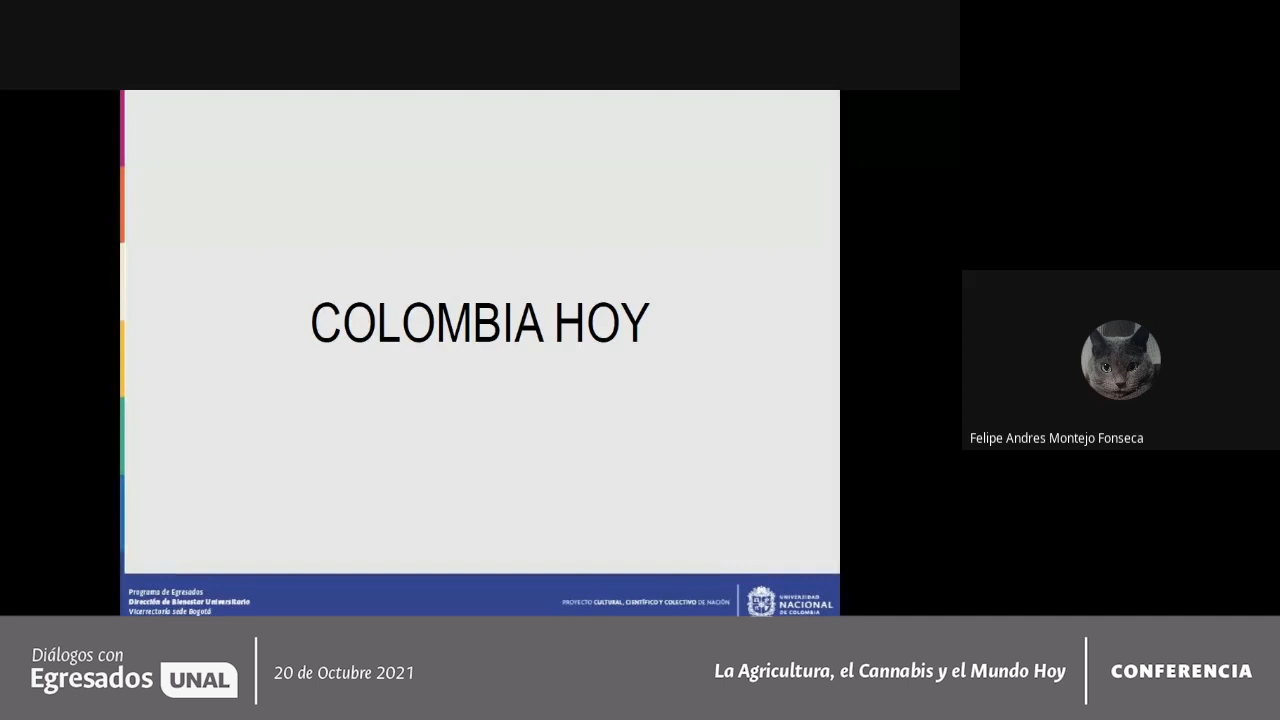 COLOMBIA HOY
Felipe Andres Montejo Fonseca
Programa de Egresados
Dirección de Bienestar Universitario
Vicerrectoría sede Bogotá
PROYECTO CULTURAL, CIENTÍFICO Y COLECTIVO DE NACIÓN
UNIVERSIDAD
NACIONAL
DE COLOMBIA
Diálogos con
Egresados UNAL
20 de Octubre 2021
La Agricultura, el Cannabis y el Mundo Hoy
CONFERENCIA